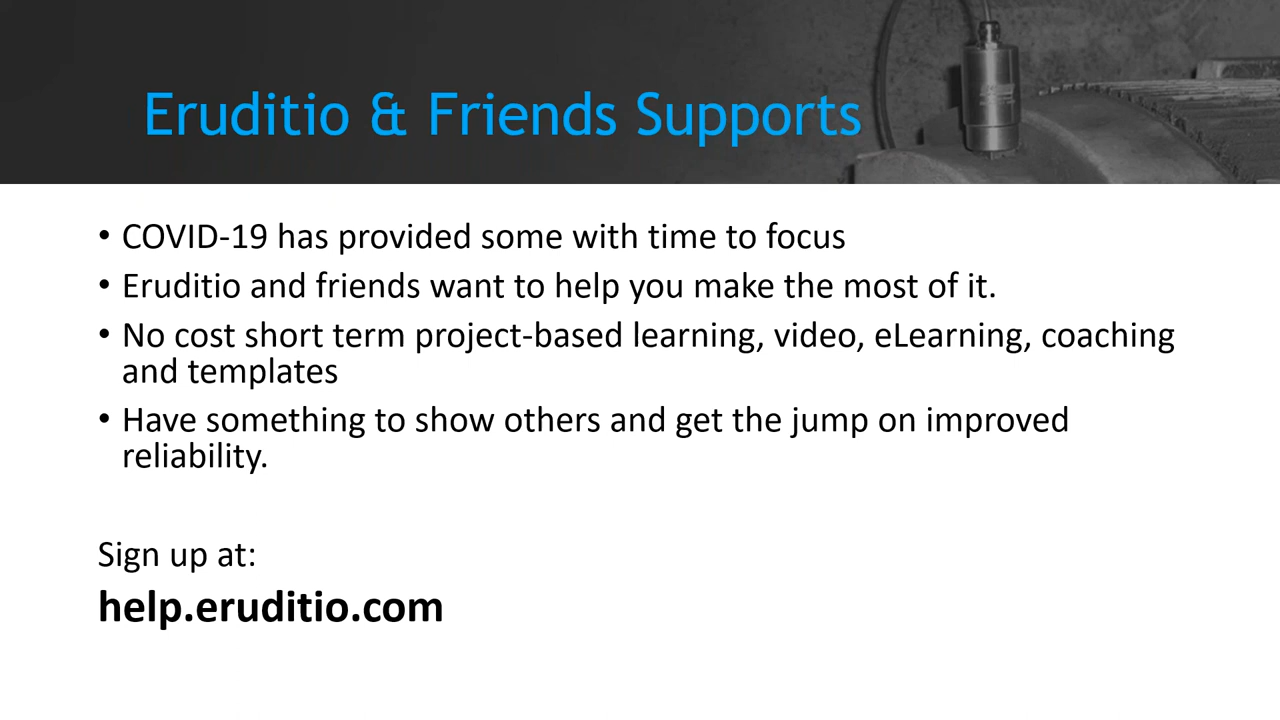 Eruditio & Friends Supports
• COVID-19 has provided some with time to focus
• Eruditio and friends want to help you make the most of it.
• No cost short term project-based learning, video, eLearning, coaching
and templates
• Have something to show others and get the jump on improved
reliability.
Sign up at:
help.eruditio.com